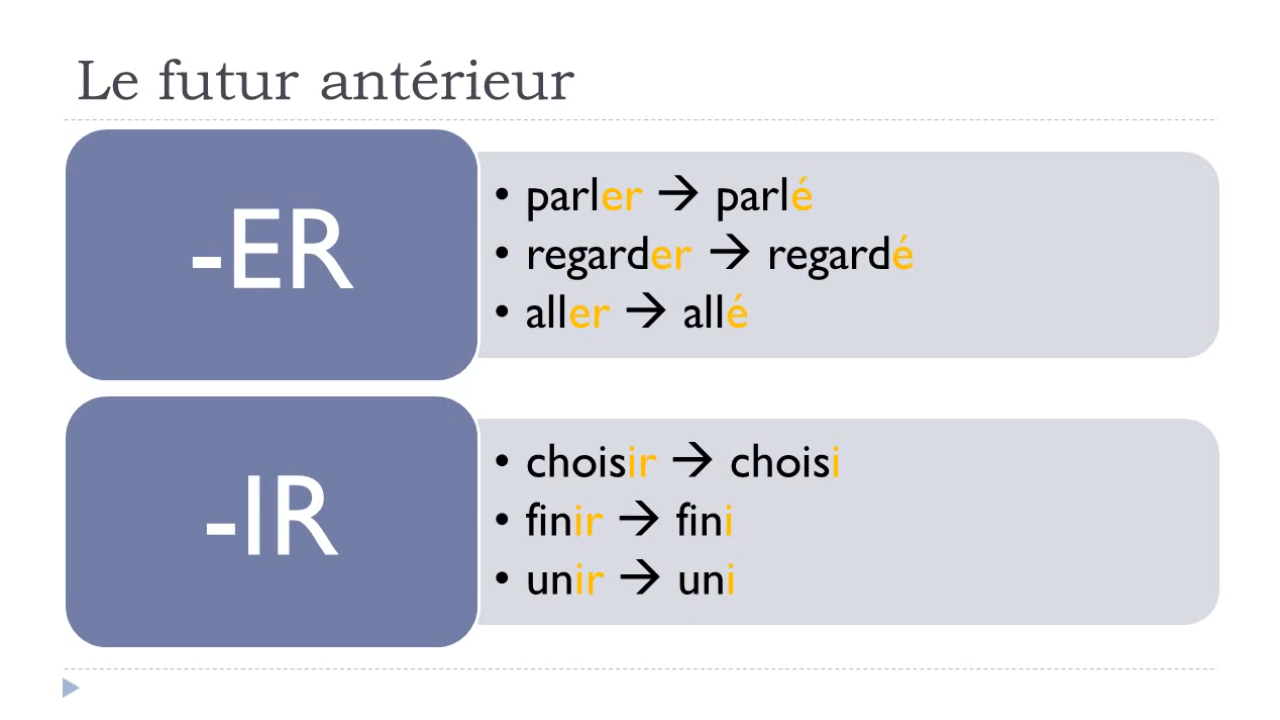 Le futur antérieur
-ER
• parler → parlé
• regarder → regardé
• aller → allé
-IR
• choisir → choisi
• finir → fini
• unir → uni